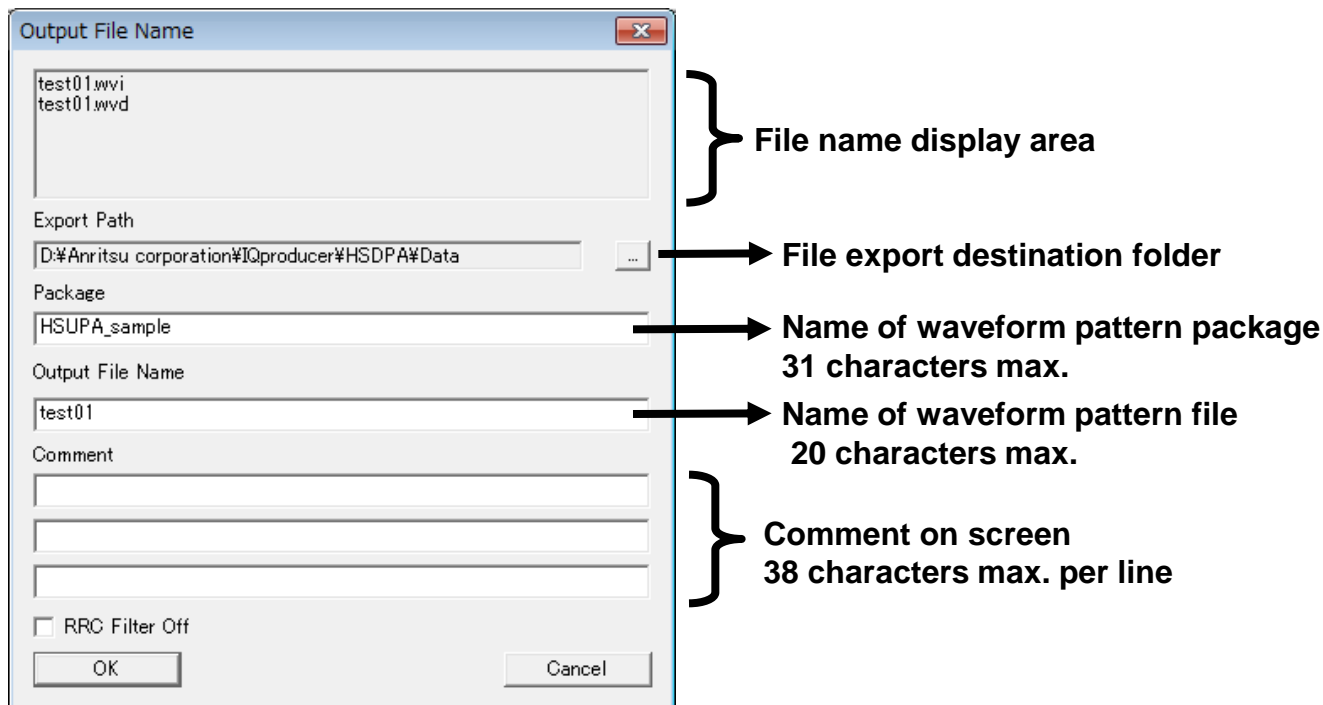 Output File Name
test01.wvi
test01.wvd
File name display area
Export Path
D:¥Anritsu corporation¥IQproducer¥HSDPA¥Data
...
File export destination folder
Package
HSUPA_sample
Name of waveform pattern package
31 characters max.
Output File Name
test01
Name of waveform pattern file
20 characters max.
Comment
Comment on screen
38 characters max. per line
RRC Filter Off
OK
Cancel